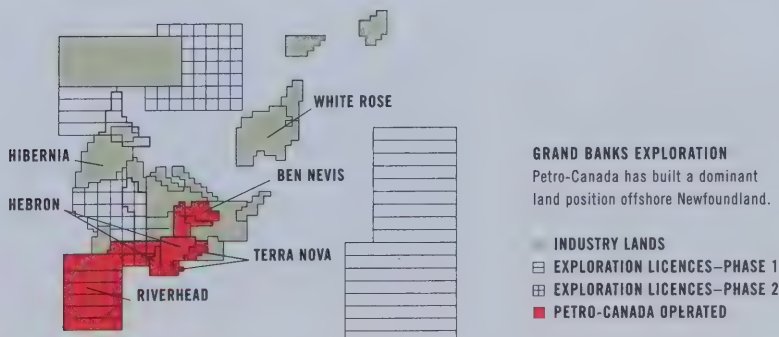 WHITE ROSE
HIBERNIA
BEN NEVIS
HEBRON
TERRA NOVA
RIVERHEAD
GRAND BANKS EXPLORATION
Petro-Canada has built a dominant
land position offshore Newfoundland.
INDUSTRY LANDS
EXPLORATION LICENCES–PHASE 1
EXPLORATION LICENCES–PHASE 2
PETRO-CANADA OPERATED